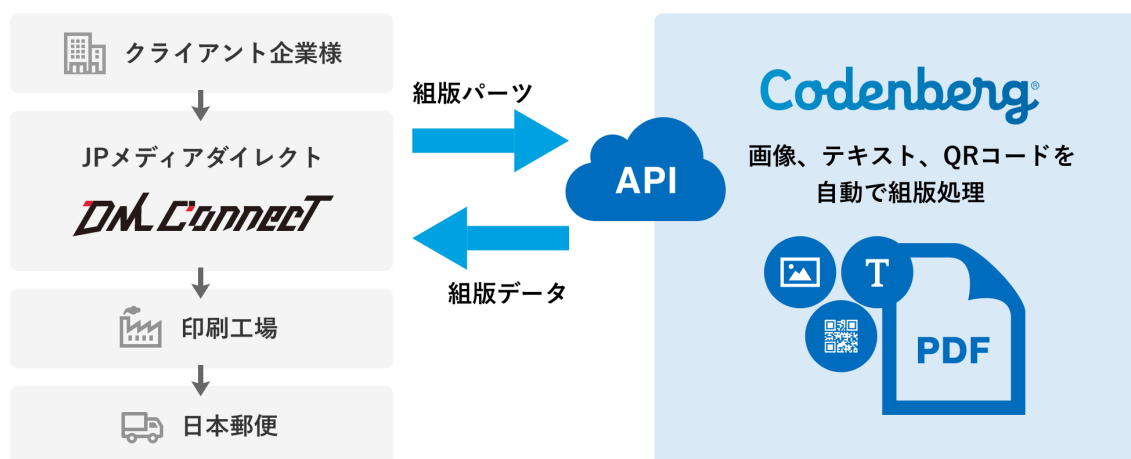 クライアント企業様
JPメディアダイレクト
DM ConnecT
印刷工場
日本郵便
組版パーツ
API
組版データ
Codenberg®
画像、テキスト、QRコードを
自動で組版処理
T
PDF